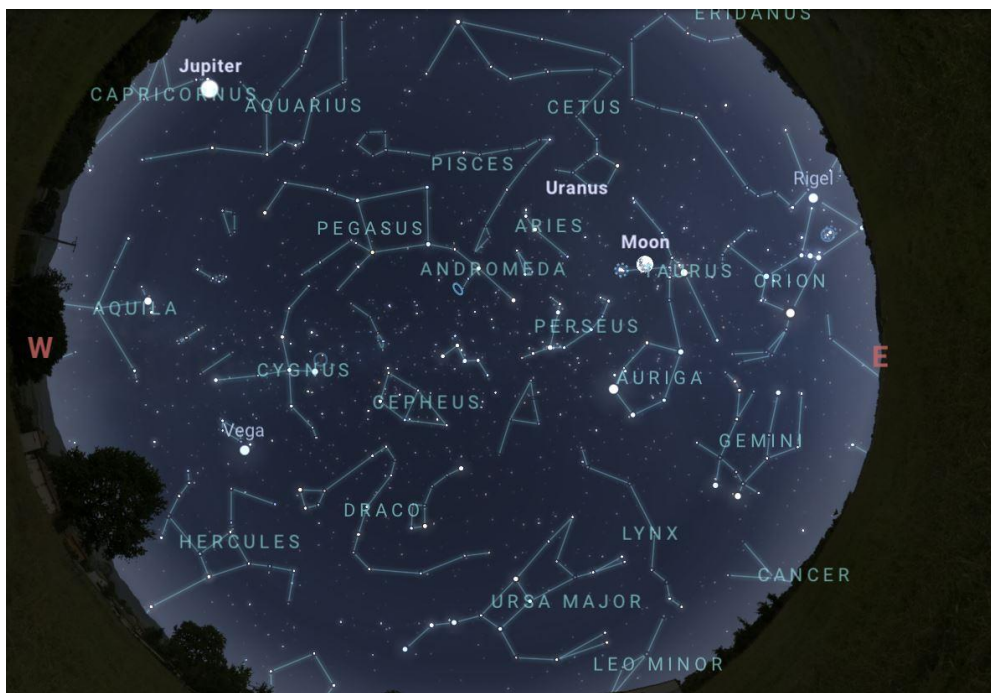 ERIDANUS
Jupiter
CAPRICORNUS
AQUARIUS
CETUS
PISCES
Uranus
Rigel
PEGASUS
ARIES
Moon
ANDROMEDA
TAURUS
ORION
AQUILA
PERSEUS
W
E
CYGNUS
AURIGA
CEPHEUS
Vega
GEMINI
DRACO
LYNX
HERCULES
CANCER
URSA MAJOR
LEO MINOR